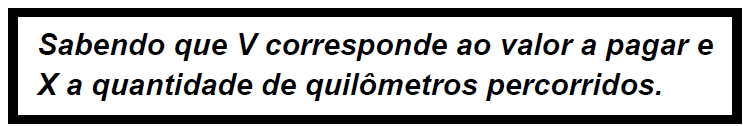 Sabendo que V corresponde ao valor a pagar e
X a quantidade de quilômetros percorridos.